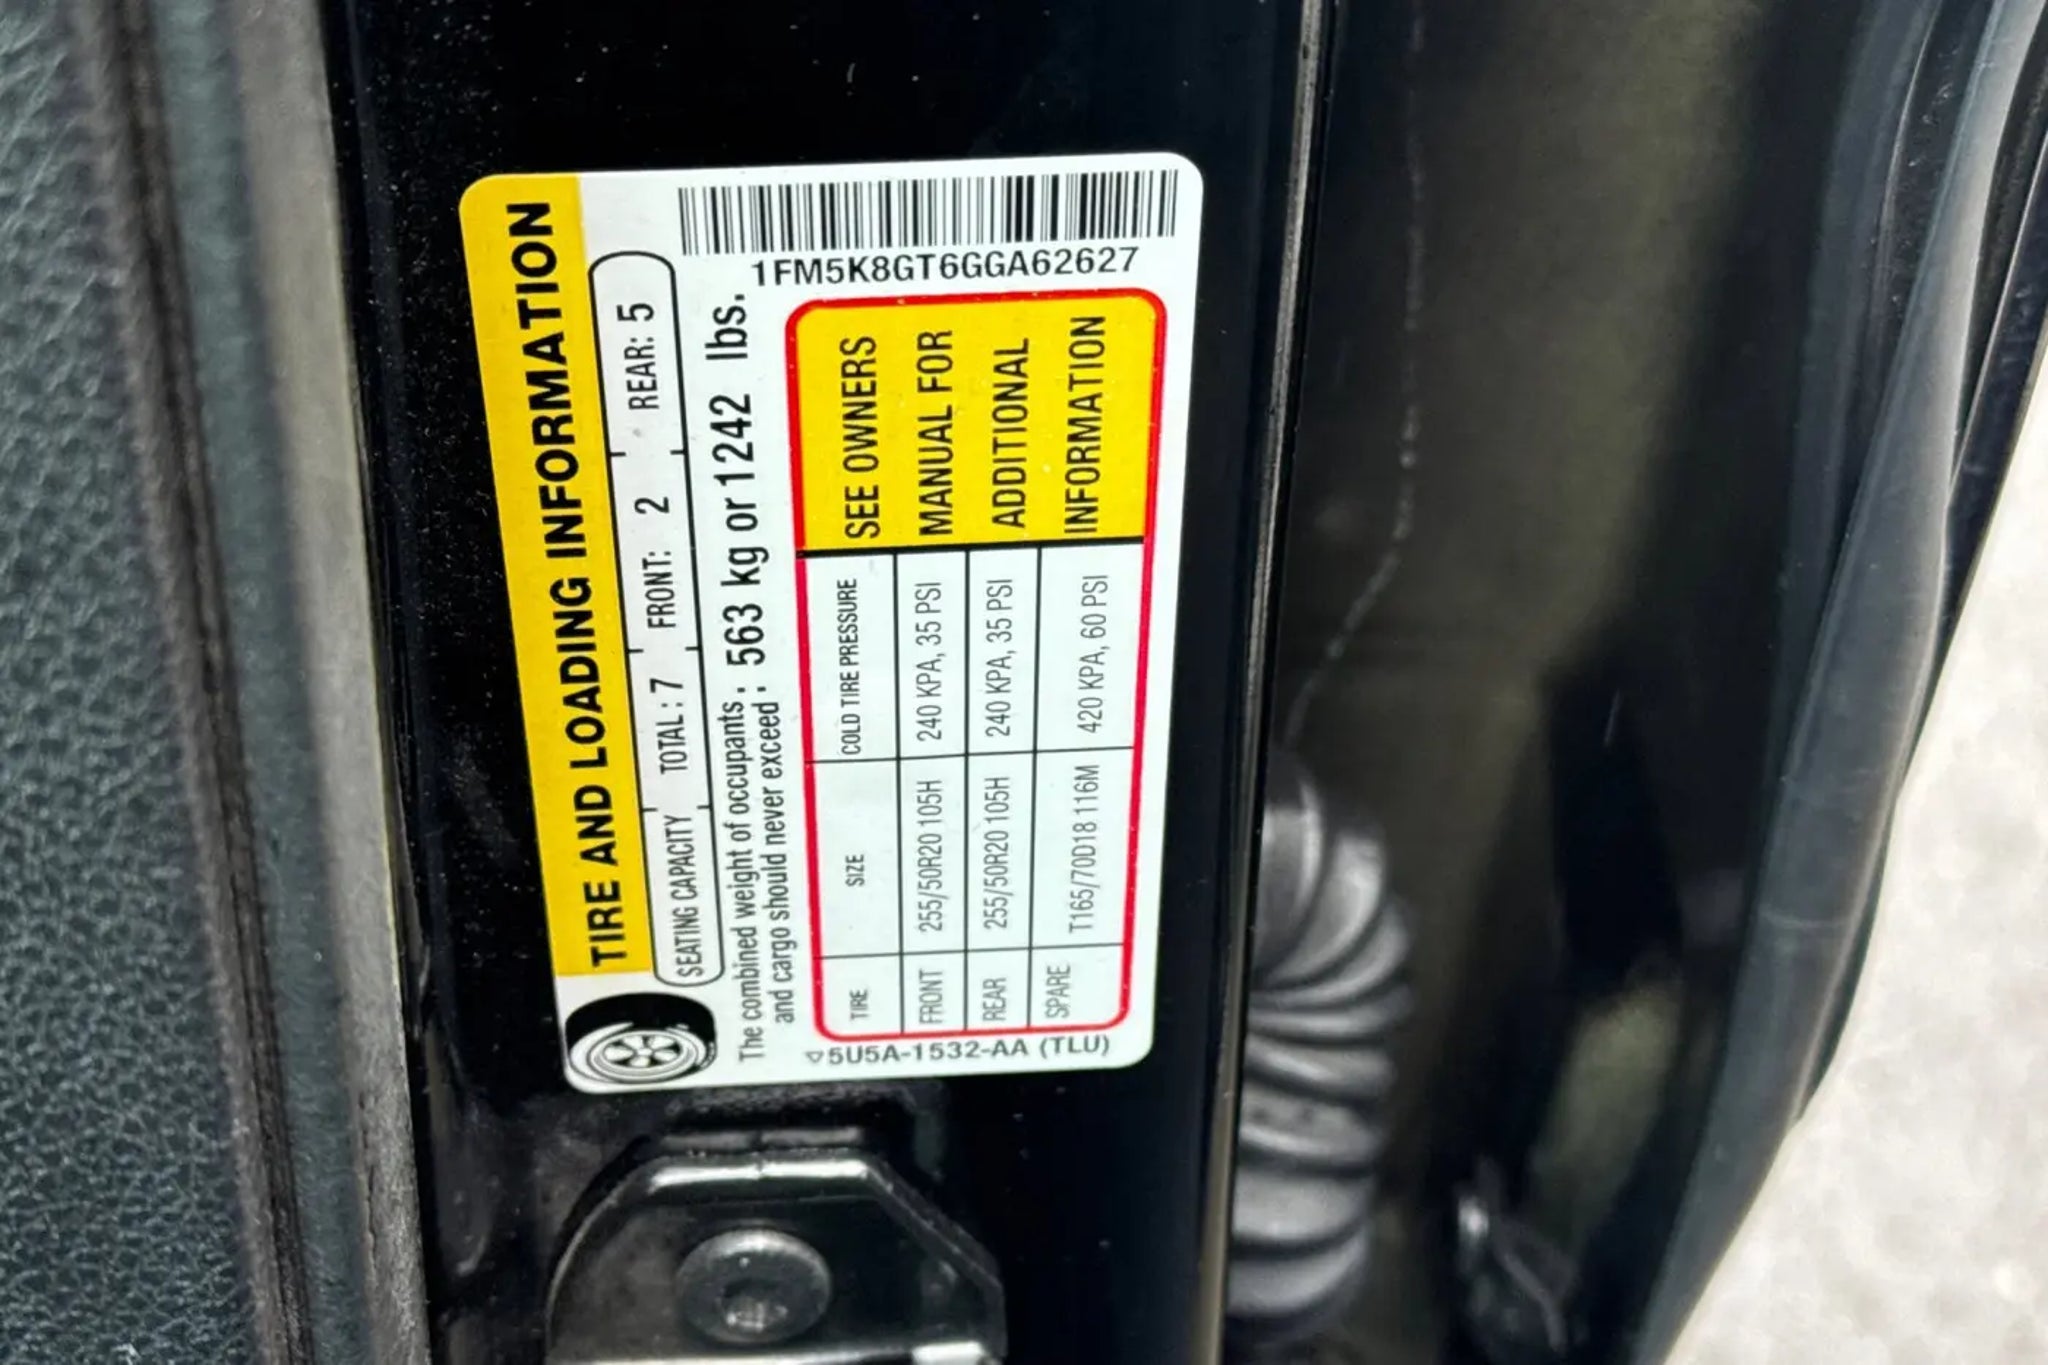 TIRE AND LOADING INFORMATION
SEATING CAPACITY TOTAL : 7 FRONT: 2 REAR: 5
The combined weight of occupants : 563 kg or 1242 lbs.
and cargo should never exceed :
1FM5K8GT6GGA62627
TIRE SIZE COLD TIRE PRESSURE SEE OWNERS
FRONT 255/50R20 105H 240 KPA, 35 PSI MANUAL FOR
REAR 255/50R20 105H 240 KPA, 35 PSI ADDITIONAL
SPARE T165/70D18 116M 420 KPA, 60 PSI INFORMATION
5U5A-1532-AA (TLU)